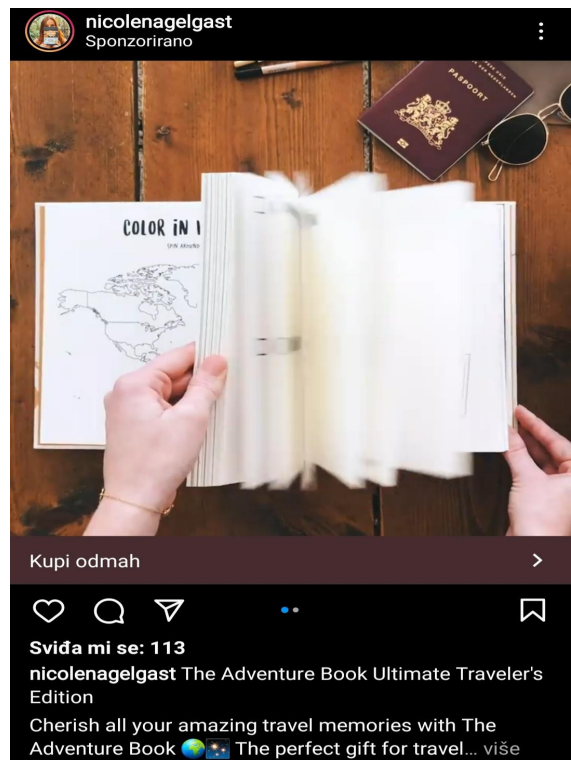 nicolenagelgast
Sponzorirano
PASPOORT
COLOR iN
Kupi odmah
Sviđa mi se: 113
nicolenagelgast The Adventure Book Ultimate Traveler's
Edition
Cherish all your amazing travel memories with The
Adventure Book 🌍🌠 The perfect gift for travel... više